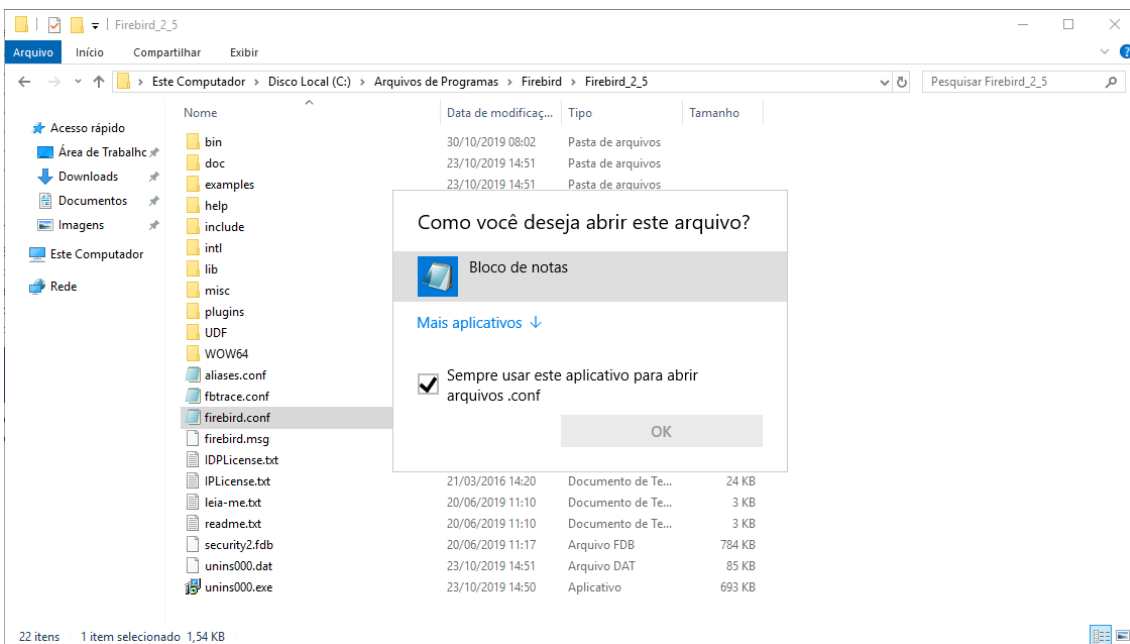 Firebird_2_5
Arquivo Início Compartilhar Exibir
Este Computador > Disco Local (C:) > Arquivos de Programas > Firebird > Firebird_2_5
Pesquisar Firebird_2_5
Nome Data de modificaç... Tipo Tamanho
Acesso rápido
Área de Trabalhc
Downloads
Documentos
Imagens
Este Computador
Rede
bin 30/10/2019 08:02 Pasta de arquivos
doc 23/10/2019 14:51 Pasta de arquivos
examples 23/10/2019 14:51 Pasta de arquivos
help
include
intl
lib
misc
plugins
UDF
WOW64
aliases.conf
fbtrace.conf
firebird.conf
firebird.msg
IDPLicense.txt
IPLicense.txt 21/03/2016 14:20 Documento de Te... 24 KB
leia-me.txt 20/06/2019 11:10 Documento de Te... 3 KB
readme.txt 20/06/2019 11:10 Documento de Te... 3 KB
security2.fdb 20/06/2019 11:17 Arquivo FDB 784 KB
unins000.dat 23/10/2019 14:51 Arquivo DAT 85 KB
unins000.exe 23/10/2019 14:50 Aplicativo 693 KB
Como você deseja abrir este arquivo?
Bloco de notas
Mais aplicativos
Sempre usar este aplicativo para abrir
arquivos .conf
OK
22 itens 1 item selecionado 1,54 KB